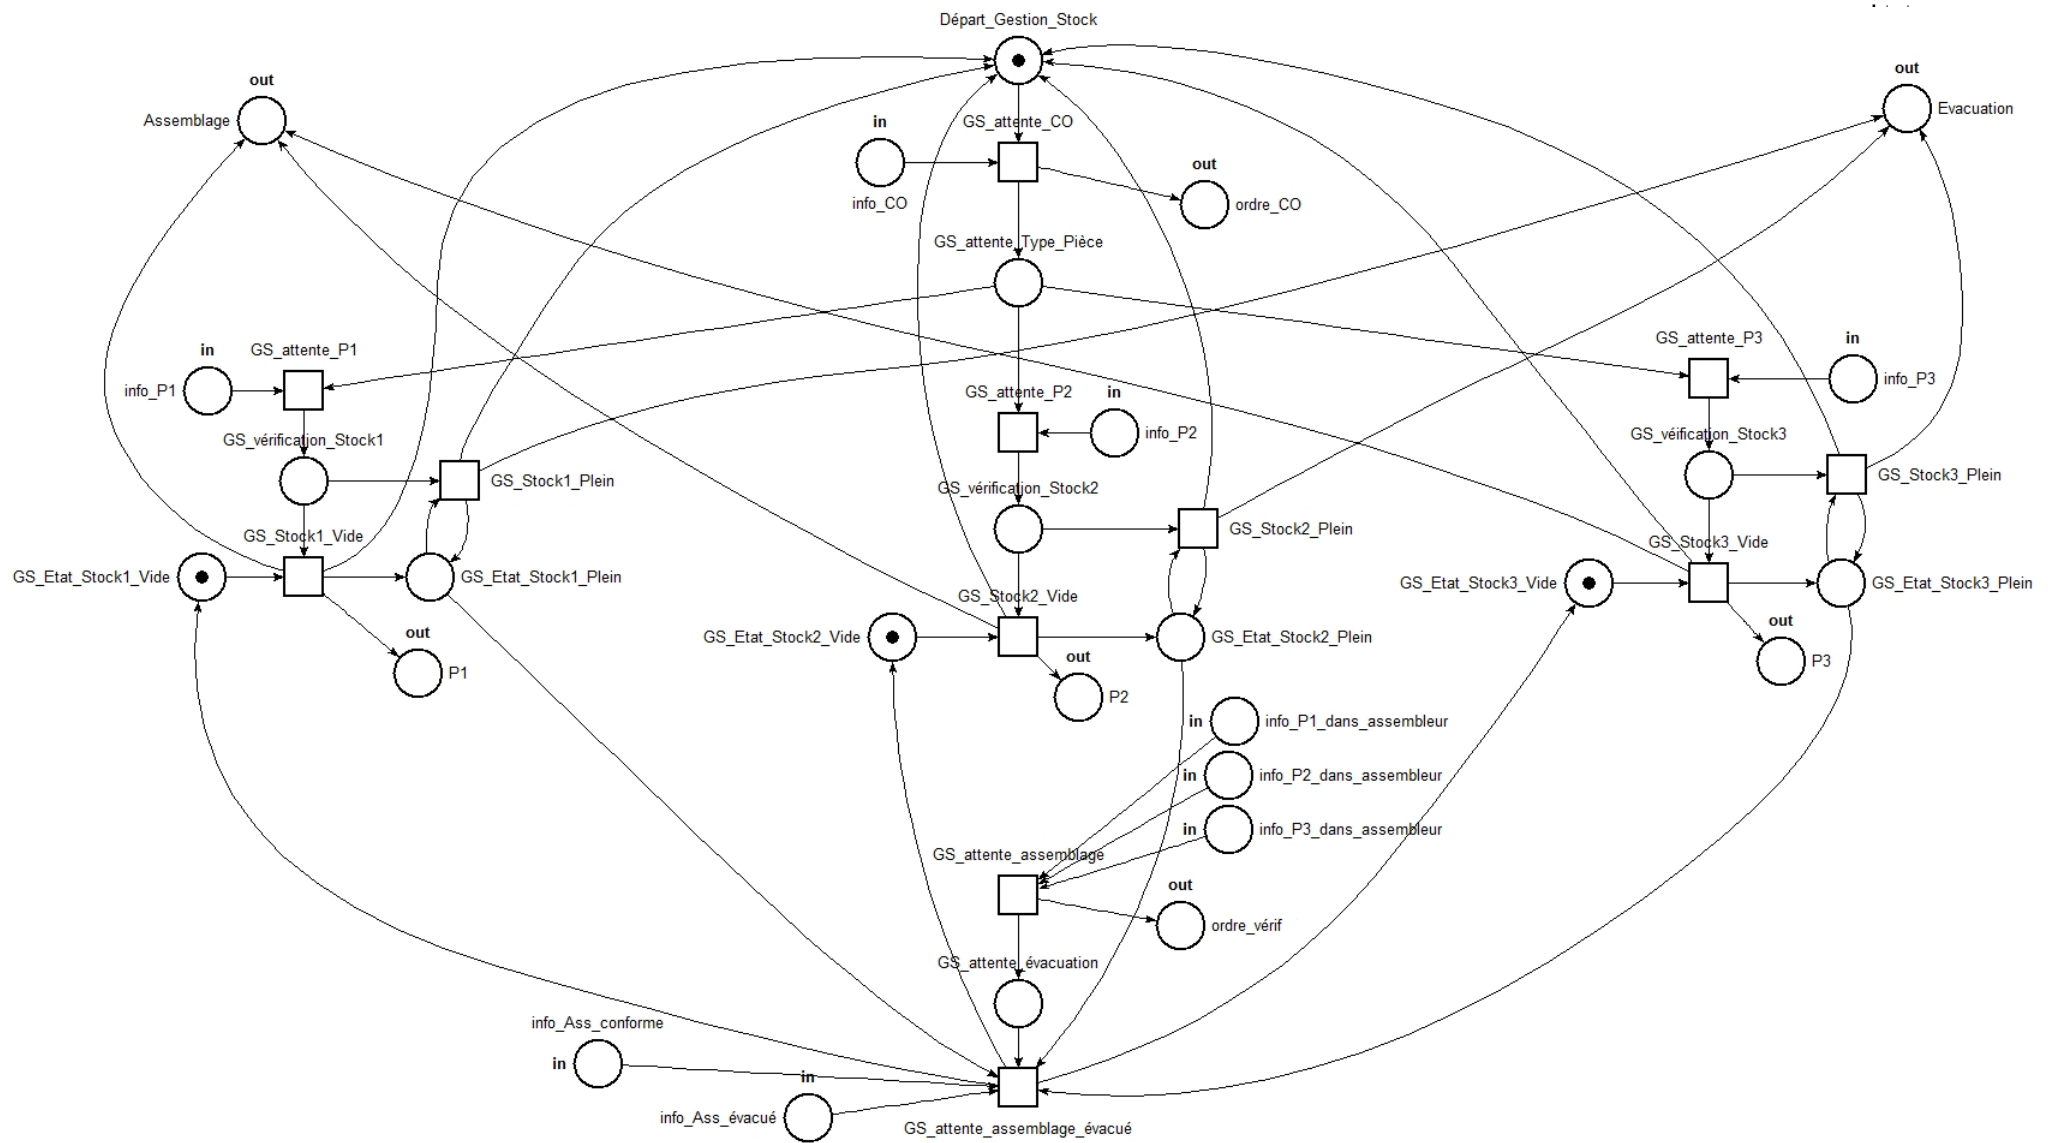 Départ_Gestion_Stock
out
Assemblage
out
Evacuation
GS_attente_CO
in
info_CO
out
ordre_CO
GS_attente_Type_Pièce
in
info_P1
GS_attente_P1
GS_attente_P3
in
info_P3
GS_attente_P2
in
info_P2
GS_vérification_Stock1
GS_Stock1_Plein
GS_véification_Stock3
GS_Stock3_Plein
GS_vérification_Stock2
GS_Stock2_Plein
GS_Stock1_Vide
GS_Etat_Stock1_Vide
GS_Etat_Stock1_Plein
GS_Stock3_Vide
GS_Etat_Stock3_Vide
GS_Etat_Stock3_Plein
GS_Stock2_Vide
GS_Etat_Stock2_Vide
GS_Etat_Stock2_Plein
out
P1
out
P2
out
P3
in
info_P1_dans_assembleur
in
info_P2_dans_assembleur
in
info_P3_dans_assembleur
GS_attente_assemblage
out
ordre_vérif
GS_attente_évacuation
info_Ass_conforme
in
in
info_Ass_évacué
GS_attente_assemblage_évacué